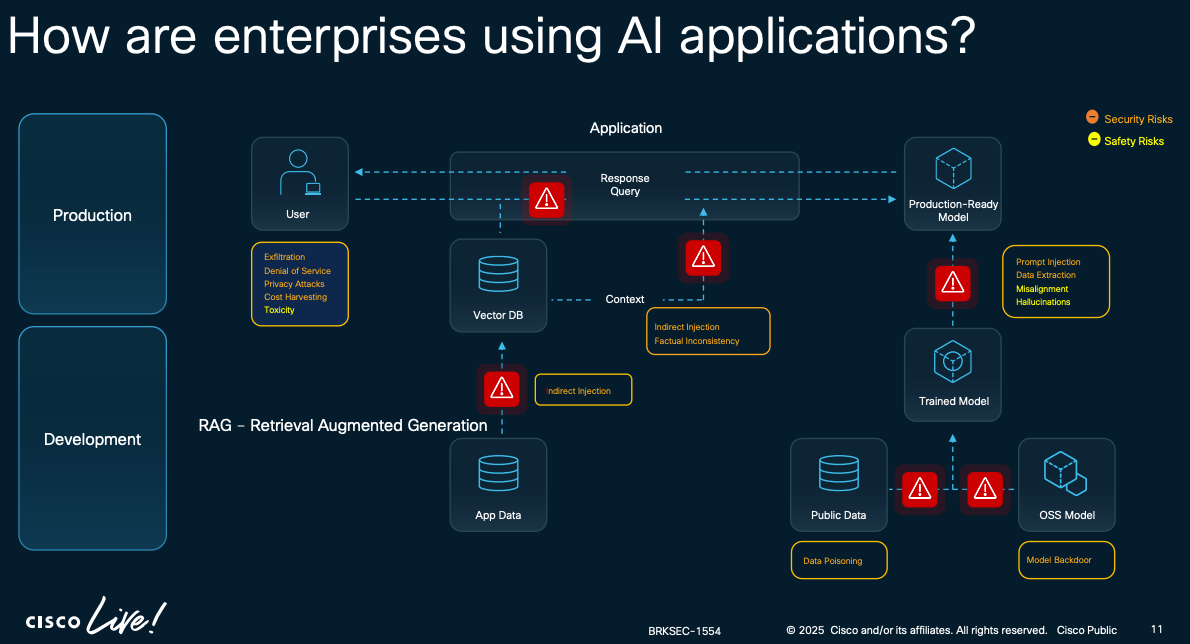 How are enterprises using AI applications?
Production
Development
Application
Security Risks
Safety Risks
User
Response
Query
Production-Ready
Model
Exfiltration
Denial of Service
Privacy Attacks
Cost Harvesting
Toxicity
Vector DB
Context
Indirect Injection
Factual Inconsistency
Prompt Injection
Data Extraction
Misalignment
Hallucinations
Trained Model
Indirect Injection
RAG – Retrieval Augmented Generation
App Data
Public Data
OSS Model
Data Poisoning
Model Backdoor
CISCO Live!
BRKSEC-1554
© 2025 Cisco and/or its affiliates. All rights reserved. Cisco Public
11